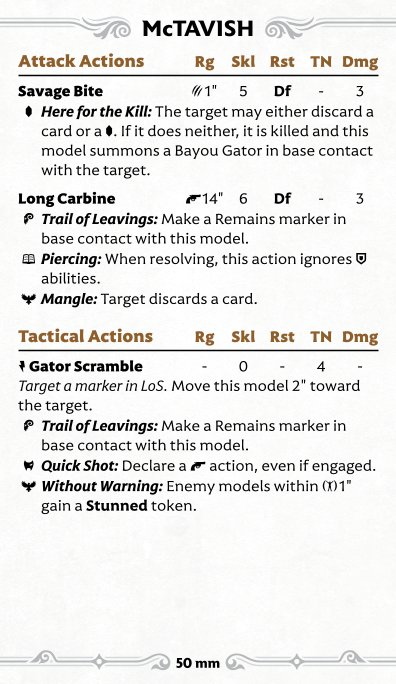 McTAVISH
Attack Actions Rg Skl Rst TN Dmg
Savage Bite 1" 5 Df - 3
Here for the Kill: The target may either discard a
card or a . If it does neither, it is killed and this
model summons a Bayou Gator in base contact
with the target.
Long Carbine 14" 6 Df - 3
Trail of Leavings: Make a Remains marker in
base contact with this model.
Piercing: When resolving, this action ignores
abilities.
Mangle: Target discards a card.
Tactical Actions Rg Skl Rst TN Dmg
Gator Scramble - 0 - 4 -
Target a marker in LoS. Move this model 2" toward
the target.
Trail of Leavings: Make a Remains marker in
base contact with this model.
Quick Shot: Declare a action, even if engaged.
Without Warning: Enemy models within 1"
gain a Stunned token.
50 mm